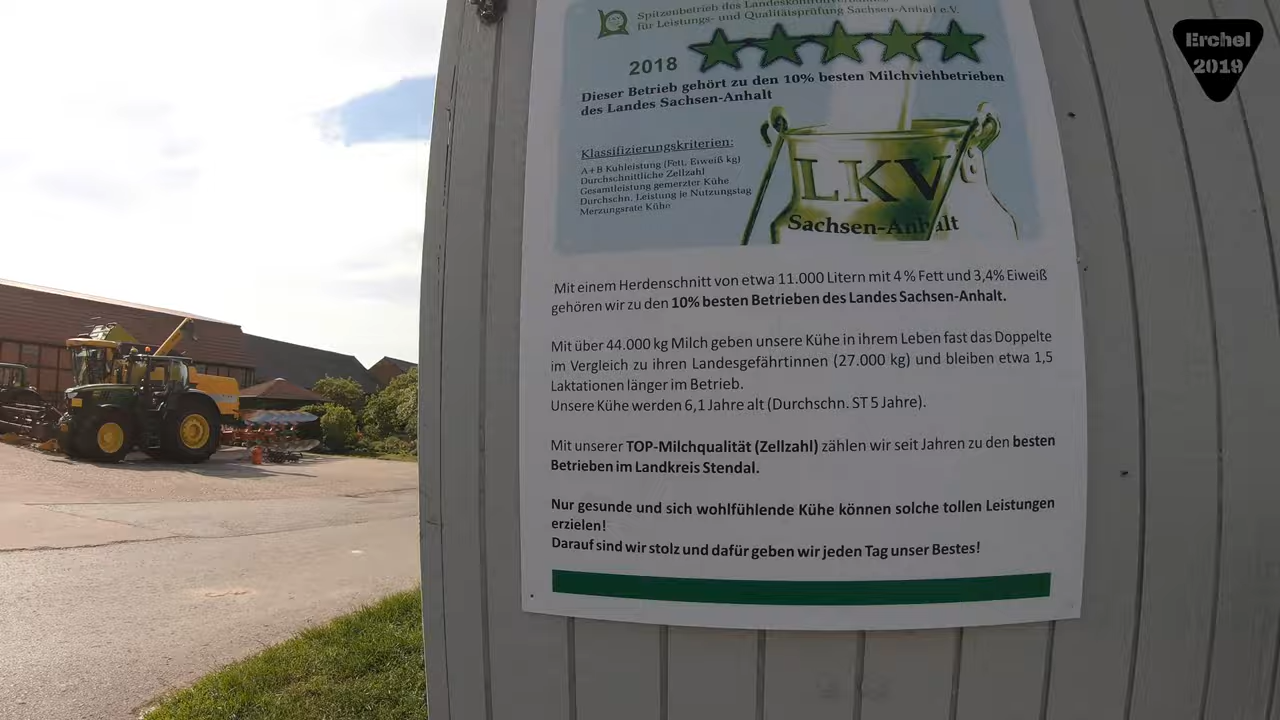 Spitzenbetrieb des Landeskontrollverbandes
für Leistungs- und Qualitätsprüfung Sachsen-Anhalt e.V.
2018
Dieser Betrieb gehört zu den 10% besten Milchviehbetrieben
des Landes Sachsen-Anhalt
Klassifizierungskriterien:
A+B Kuhleistung (Fett, Eiweiß kg)
Durchschnittliche Zellzahl
Gesamtleistung gemerzter Kühe
Durchschn. Leistung je Nutzungstag
Merzungsrate Kühe
LKV
Sachsen-Anhalt
Mit einem Herdenschnitt von etwa 11.000 Litern mit 4 % Fett und 3,4% Eiweiß
gehören wir zu den 10% besten Betrieben des Landes Sachsen-Anhalt.
Mit über 44.000 kg Milch geben unsere Kühe in ihrem Leben fast das Doppelte
im Vergleich zu ihren Landesgefährtinnen (27.000 kg) und bleiben etwa 1,5
Laktationen länger im Betrieb.
Unsere Kühe werden 6,1 Jahre alt (Durchschn. ST 5 Jahre).
Mit unserer TOP-Milchqualität (Zellzahl) zählen wir seit Jahren zu den besten
Betrieben im Landkreis Stendal.
Nur gesunde und sich wohlfühlende Kühe können solche tollen Leistungen
erzielen!
Darauf sind wir stolz und dafür geben wir jeden Tag unser Bestes!
Erchel
2019